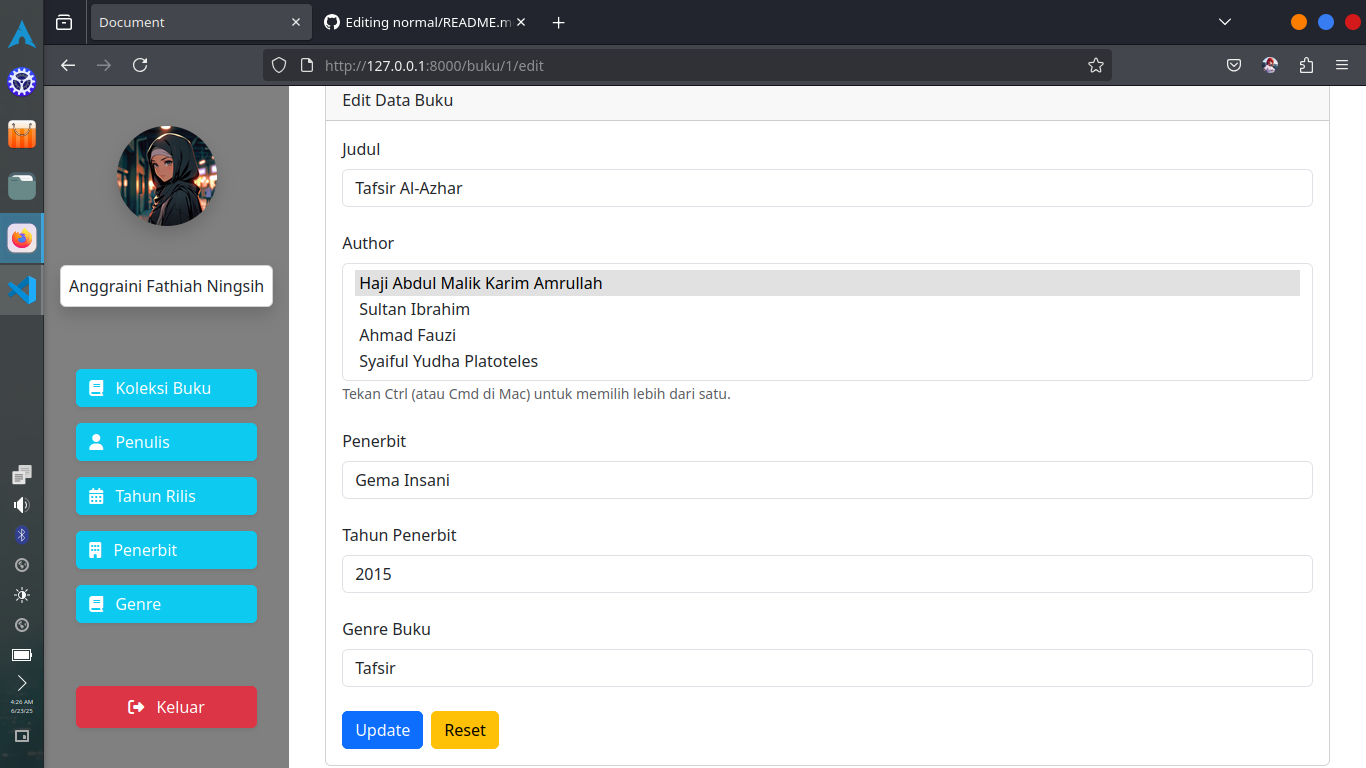 Document
Editing normal/README.m
http://127.0.0.1:8000/buku/1/edit
Anggraini Fathiah Ningsih
Koleksi Buku
Penulis
Tahun Rilis
Penerbit
Genre
Keluar
4:26 AM
6/23/25
Edit Data Buku
Judul
Tafsir Al-Azhar
Author
Haji Abdul Malik Karim Amrullah
Sultan Ibrahim
Ahmad Fauzi
Syaiful Yudha Platoteles
Tekan Ctrl (atau Cmd di Mac) untuk memilih lebih dari satu.
Penerbit
Gema Insani
Tahun Penerbit
2015
Genre Buku
Tafsir
Update
Reset